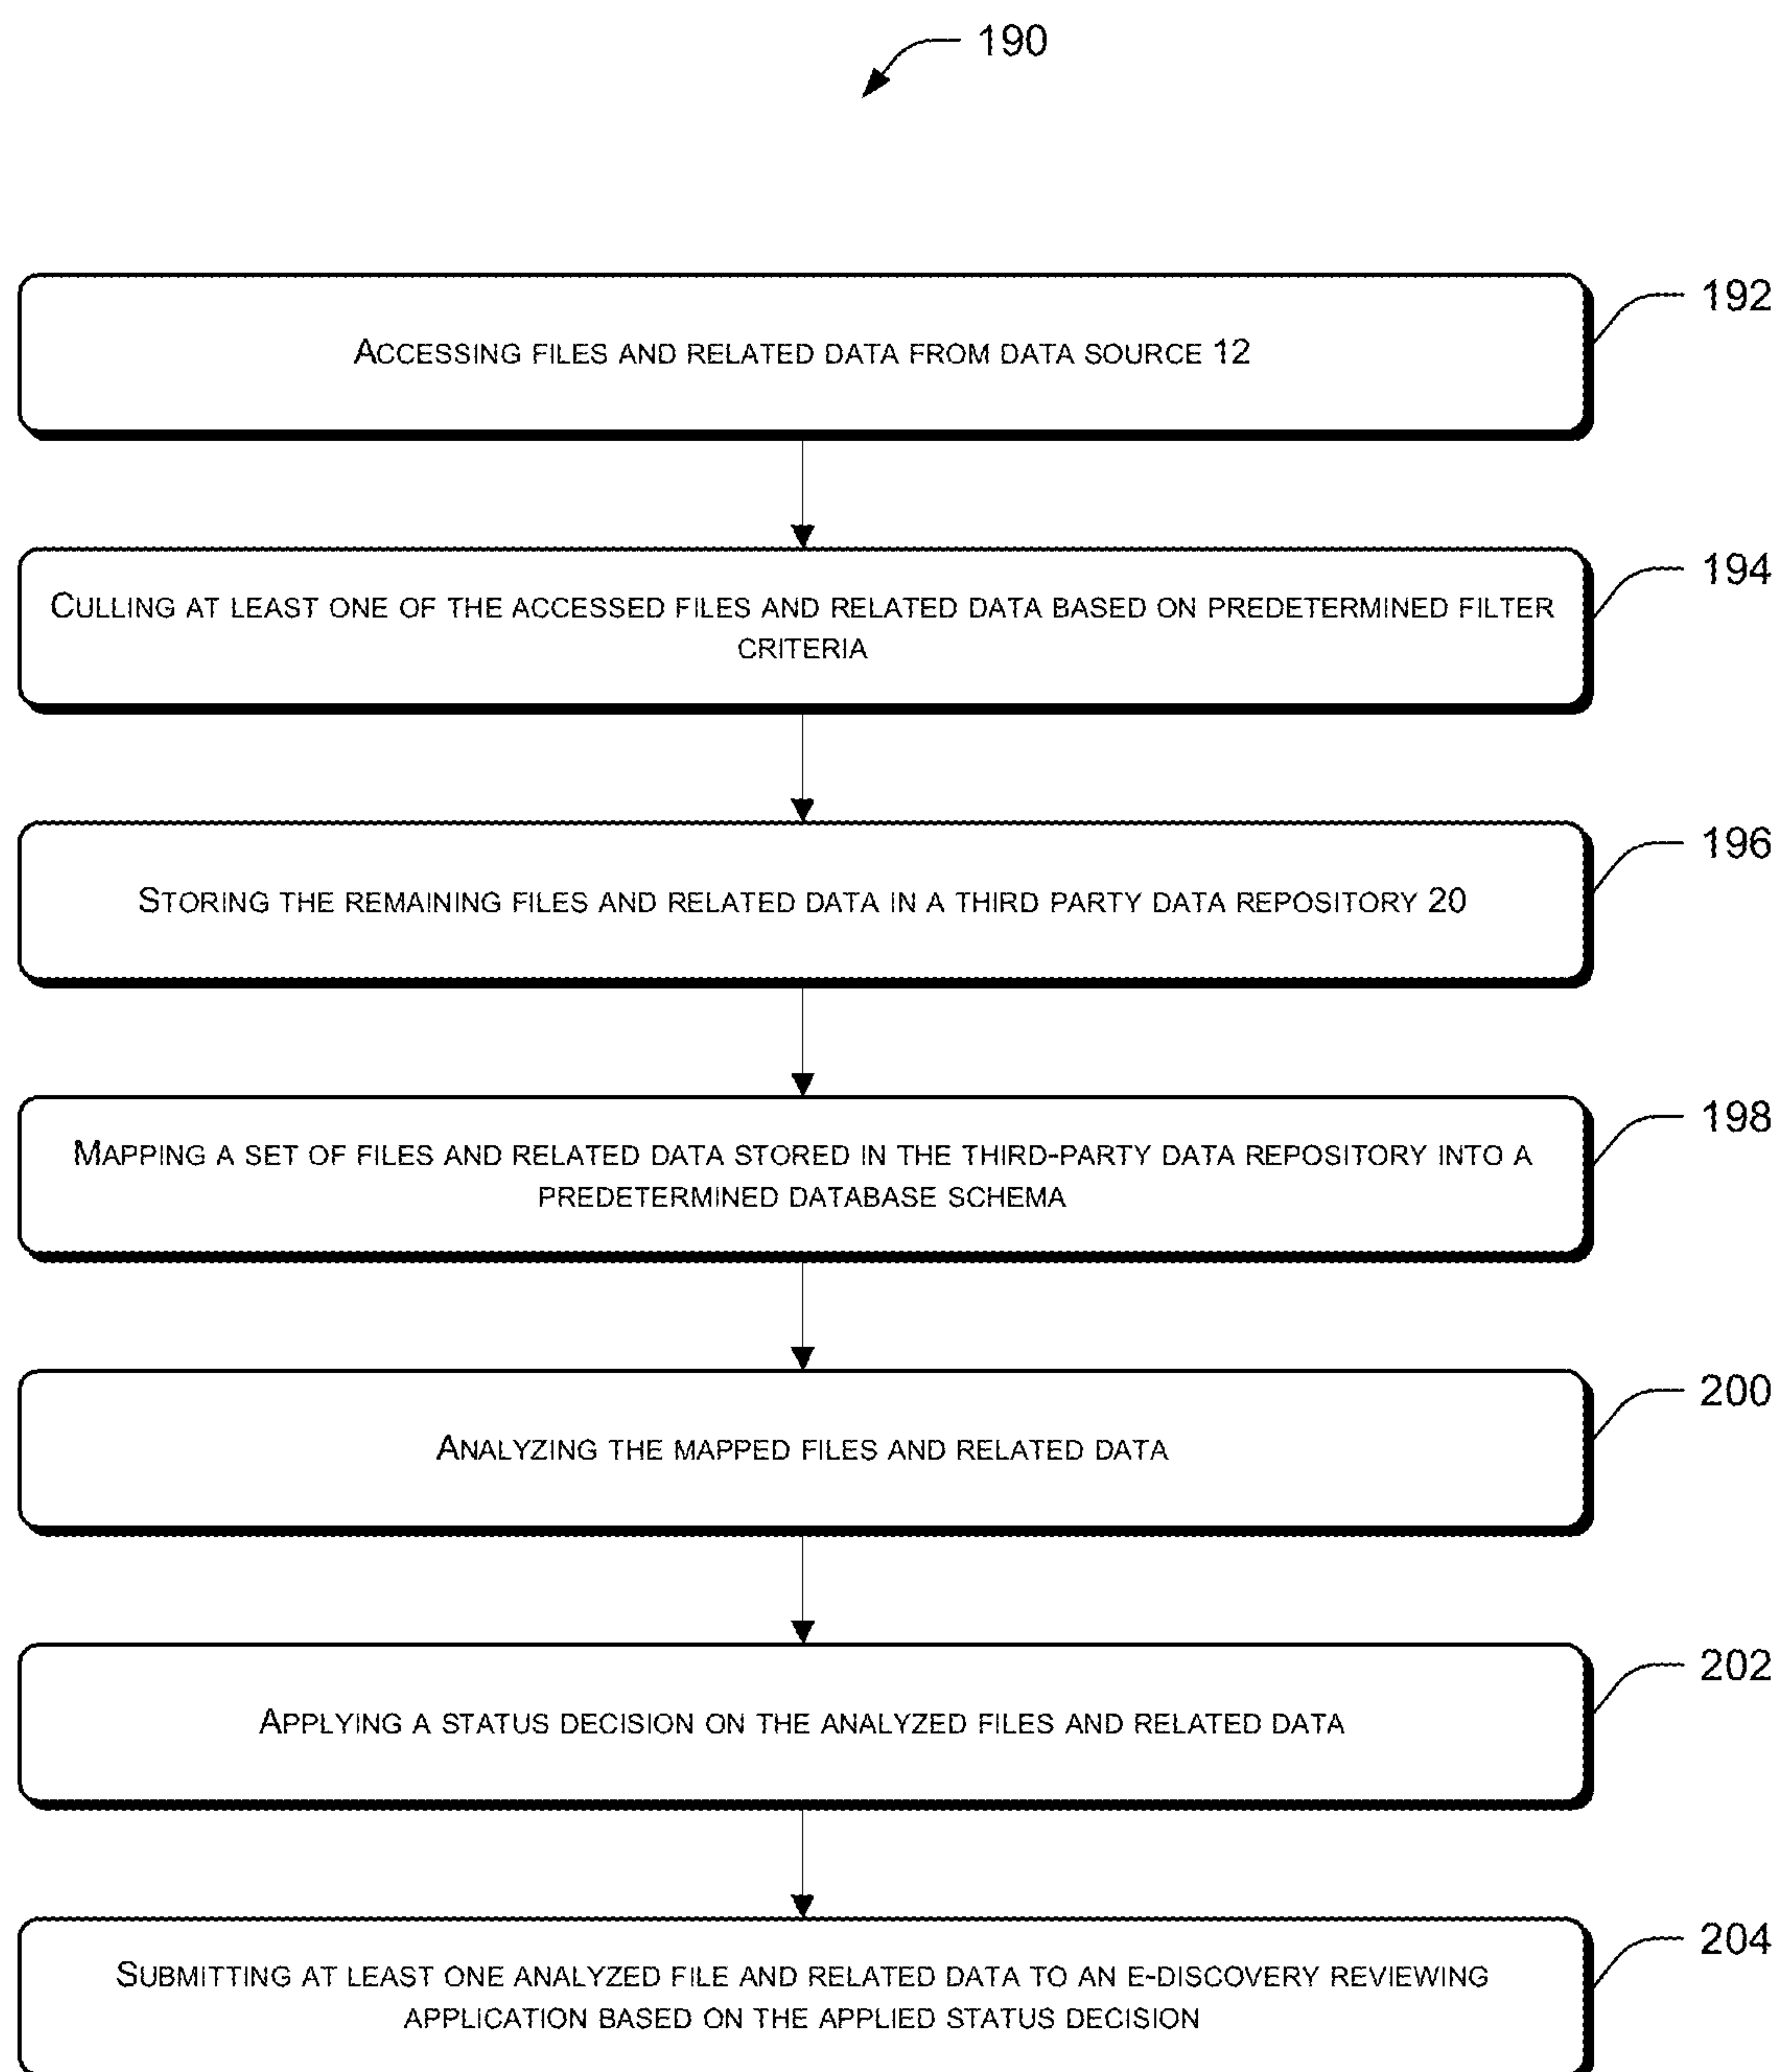 190
ACCESSING FILES AND RELATED DATA FROM DATA SOURCE 12
192
CULLING AT LEAST ONE OF THE ACCESSED FILES AND RELATED DATA BASED ON PREDETERMINED FILTER
CRITERIA
194
STORING THE REMAINING FILES AND RELATED DATA IN A THIRD PARTY DATA REPOSITORY 20
196
MAPPING A SET OF FILES AND RELATED DATA STORED IN THE THIRD-PARTY DATA REPOSITORY INTO A
PREDETERMINED DATABASE SCHEMA
198
ANALYZING THE MAPPED FILES AND RELATED DATA
200
APPLYING A STATUS DECISION ON THE ANALYZED FILES AND RELATED DATA
202
SUBMITTING AT LEAST ONE ANALYZED FILE AND RELATED DATA TO AN E-DISCOVERY REVIEWING
APPLICATION BASED ON THE APPLIED STATUS DECISION
204